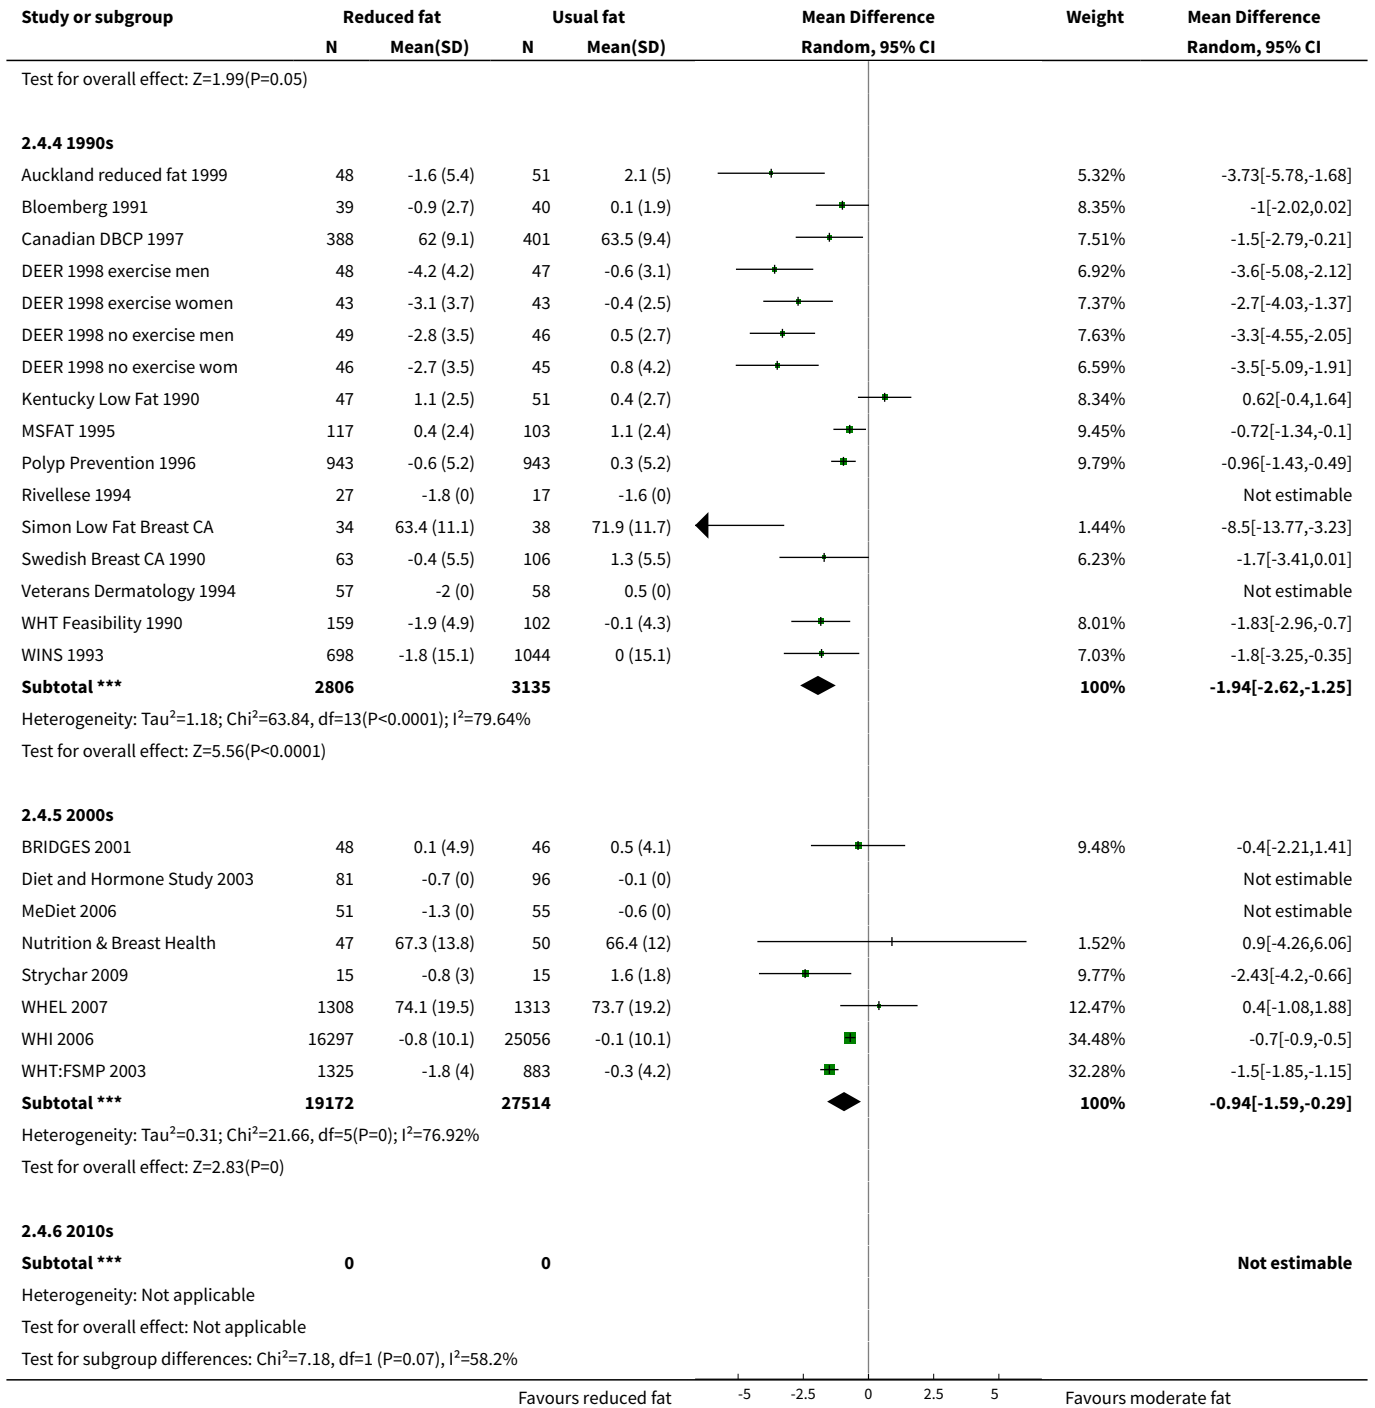 Study or subgroup Reduced fat Usual fat Mean Difference Weight Mean Difference
N Mean(SD) N Mean(SD) Random, 95% CI Random, 95% CI
Test for overall effect: Z=1.99(P=0.05)
2.4.4 1990s
Auckland reduced fat 1999 48 -1.6 (5.4) 51 2.1 (5) 5.32% -3.73[-5.78,-1.68]
Bloemberg 1991 39 -0.9 (2.7) 40 0.1 (1.9) 8.35% -1[-2.02,0.02]
Canadian DBCP 1997 388 62 (9.1) 401 63.5 (9.4) 7.51% -1.5[-2.79,-0.21]
DEER 1998 exercise men 48 -4.2 (4.2) 47 -0.6 (3.1) 6.92% -3.6[-5.08,-2.12]
DEER 1998 exercise women 43 -3.1 (3.7) 43 -0.4 (2.5) 7.37% -2.7[-4.03,-1.37]
DEER 1998 no exercise men 49 -2.8 (3.5) 46 0.5 (2.7) 7.63% -3.3[-4.55,-2.05]
DEER 1998 no exercise wom 46 -2.7 (3.5) 45 0.8 (4.2) 6.59% -3.5[-5.09,-1.91]
Kentucky Low Fat 1990 47 1.1 (2.5) 51 0.4 (2.7) 8.34% 0.62[-0.4,1.64]
MSFAT 1995 117 0.4 (2.4) 103 1.1 (2.4) 9.45% -0.72[-1.34,-0.1]
Polyp Prevention 1996 943 -0.6 (5.2) 943 0.3 (5.2) 9.79% -0.96[-1.43,-0.49]
Rivellese 1994 27 -1.8 (0) 17 -1.6 (0) Not estimable
Simon Low Fat Breast CA 34 63.4 (11.1) 38 71.9 (11.7) 1.44% -8.5[-13.77,-3.23]
Swedish Breast CA 1990 63 -0.4 (5.5) 106 1.3 (5.5) 6.23% -1.7[-3.41,0.01]
Veterans Dermatology 1994 57 -2 (0) 58 0.5 (0) Not estimable
WHT Feasibility 1990 159 -1.9 (4.9) 102 -0.1 (4.3) 8.01% -1.83[-2.96,-0.7]
WINS 1993 698 -1.8 (15.1) 1044 0 (15.1) 7.03% -1.8[-3.25,-0.35]
Subtotal *** 2806 3135 100% -1.94[-2.62,-1.25]
Heterogeneity: Tau²=1.18; Chi²=63.84, df=13(P<0.0001); I²=79.64%
Test for overall effect: Z=5.56(P<0.0001)
2.4.5 2000s
BRIDGES 2001 48 0.1 (4.9) 46 0.5 (4.1) 9.48% -0.4[-2.21,1.41]
Diet and Hormone Study 2003 81 -0.7 (0) 96 -0.1 (0) Not estimable
MeDiet 2006 51 -1.3 (0) 55 -0.6 (0) Not estimable
Nutrition & Breast Health 47 67.3 (13.8) 50 66.4 (12) 1.52% 0.9[-4.26,6.06]
Strychar 2009 15 -0.8 (3) 15 1.6 (1.8) 9.77% -2.43[-4.2,-0.66]
WHEL 2007 1308 74.1 (19.5) 1313 73.7 (19.2) 12.47% 0.4[-1.08,1.88]
WHI 2006 16297 -0.8 (10.1) 25056 -0.1 (10.1) 34.48% -0.7[-0.9,-0.5]
WHT:FSMP 2003 1325 -1.8 (4) 883 -0.3 (4.2) 32.28% -1.5[-1.85,-1.15]
Subtotal *** 19172 27514 100% -0.94[-1.59,-0.29]
Heterogeneity: Tau²=0.31; Chi²=21.66, df=5(P=0); I²=76.92%
Test for overall effect: Z=2.83(P=0)
2.4.6 2010s
Subtotal *** 0 0 Not estimable
Heterogeneity: Not applicable
Test for overall effect: Not applicable
Test for subgroup differences: Chi²=7.18, df=1 (P=0.07), I²=58.2%
Favours reduced fat -5 -2.5 0 2.5 5 Favours moderate fat